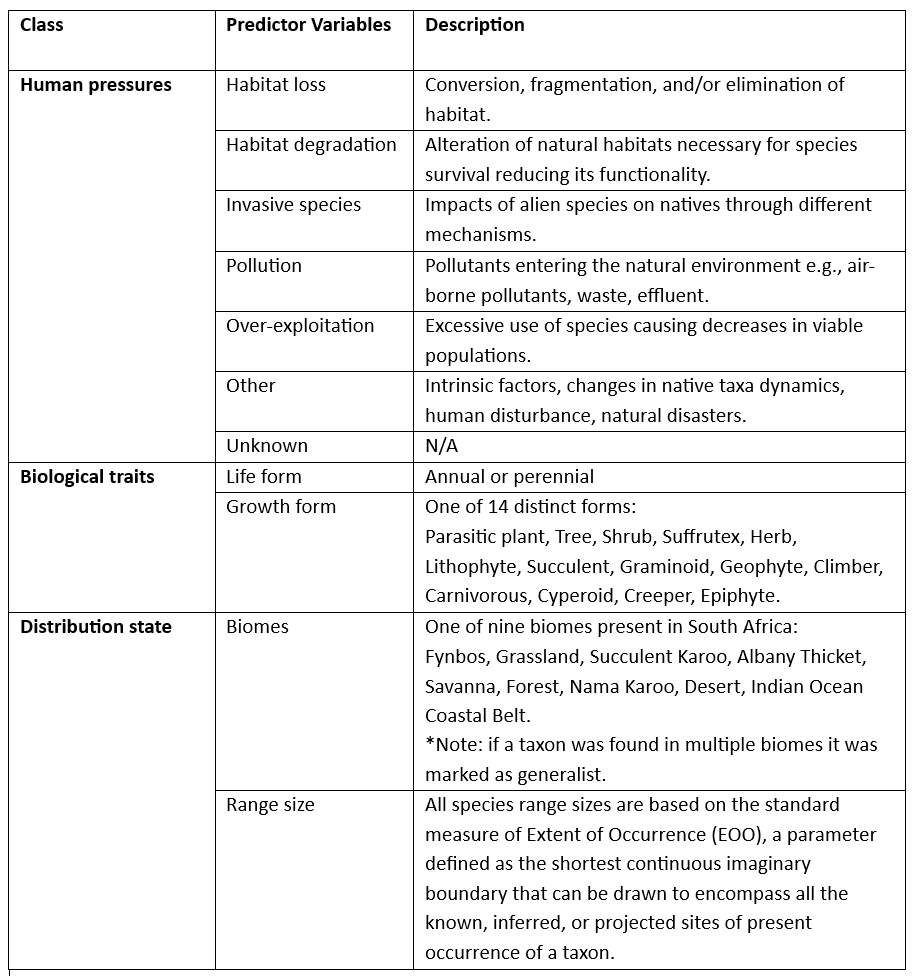 Class Predictor Variables Description
Human pressures Habitat loss Conversion, fragmentation, and/or elimination of
habitat.
Habitat degradation Alteration of natural habitats necessary for species
survival reducing its functionality.
Invasive species Impacts of alien species on natives through different
mechanisms.
Pollution Pollutants entering the natural environment e.g., air-
borne pollutants, waste, effluent.
Over-exploitation Excessive use of species causing decreases in viable
populations.
Other Intrinsic factors, changes in native taxa dynamics,
human disturbance, natural disasters.
Unknown N/A
Biological traits Life form Annual or perennial
Growth form One of 14 distinct forms:
Parasitic plant, Tree, Shrub, Suffrutex, Herb,
Lithophyte, Succulent, Graminoid, Geophyte, Climber,
Carnivorous, Cyperoid, Creeper, Epiphyte.
Distribution state Biomes One of nine biomes present in South Africa:
Fynbos, Grassland, Succulent Karoo, Albany Thicket,
Savanna, Forest, Nama Karoo, Desert, Indian Ocean
Coastal Belt.
*Note: if a taxon was found in multiple biomes it was
marked as generalist.
Range size All species range sizes are based on the standard
measure of Extent of Occurrence (EOO), a parameter
defined as the shortest continuous imaginary
boundary that can be drawn to encompass all the
known, inferred, or projected sites of present
occurrence of a taxon.